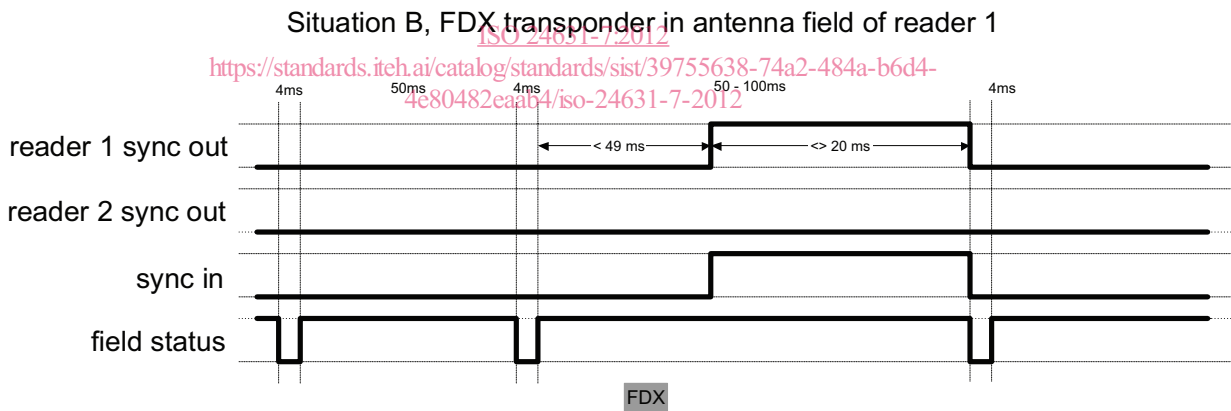 Situation B, FDX transponder in antenna field of reader 1
ISO 24631-7:2012
https://standards.iteh.ai/catalog/standards/sist/39755638-74a2-484a-b6d4-
4e80482eaab4/iso-24631-7-2012
4ms 50ms 4ms 50 - 100ms 4ms
reader 1 sync out < 49 ms <> 20 ms
reader 2 sync out
sync in
field status
FDX